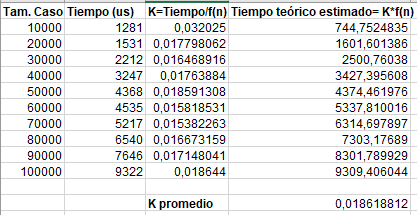 Tam. Caso Tiempo (us) K=Tiempo/f(n) Tiempo teórico estimado= K*f(n)
10000 1281 0,032025 744,7524835
20000 1531 0,017798062 1601,601386
30000 2212 0,016468916 2500,76038
40000 3247 0,01763884 3427,395608
50000 4368 0,018591308 4374,461976
60000 4535 0,015818531 5337,810016
70000 5217 0,015382263 6314,697897
80000 6540 0,016673159 7303,17689
90000 7646 0,017148041 8301,789929
100000 9322 0,018644 9309,406044
K promedio 0,018618812